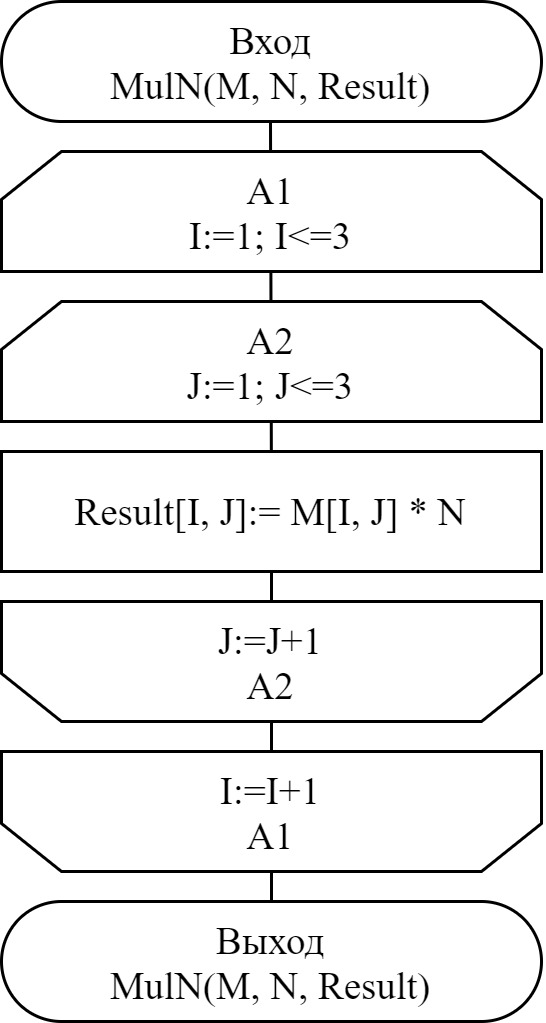 Вход
MulN(M, N, Result)
A1
I:=1; I<=3
A2
J:=1; J<=3
Result[I, J]:= M[I, J] * N
J:=J+1
A2
I:=I+1
A1
Выход
MulN(M, N, Result)